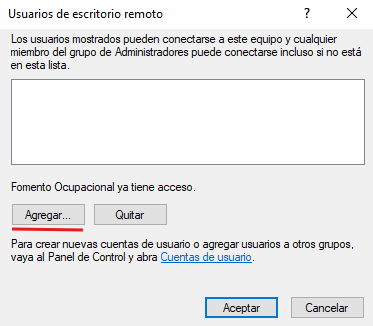 Usuarios de escritorio remoto
Los usuarios mostrados pueden conectarse a este equipo y cualquier
miembro del grupo de Administradores puede conectarse incluso si no está
en esta lista.
Fomento Ocupacional ya tiene acceso.
Agregar...
Quitar
Para crear nuevas cuentas de usuario o agregar usuarios a otros grupos,
vaya al Panel de Control y abra Cuentas de usuario.
Aceptar
Cancelar